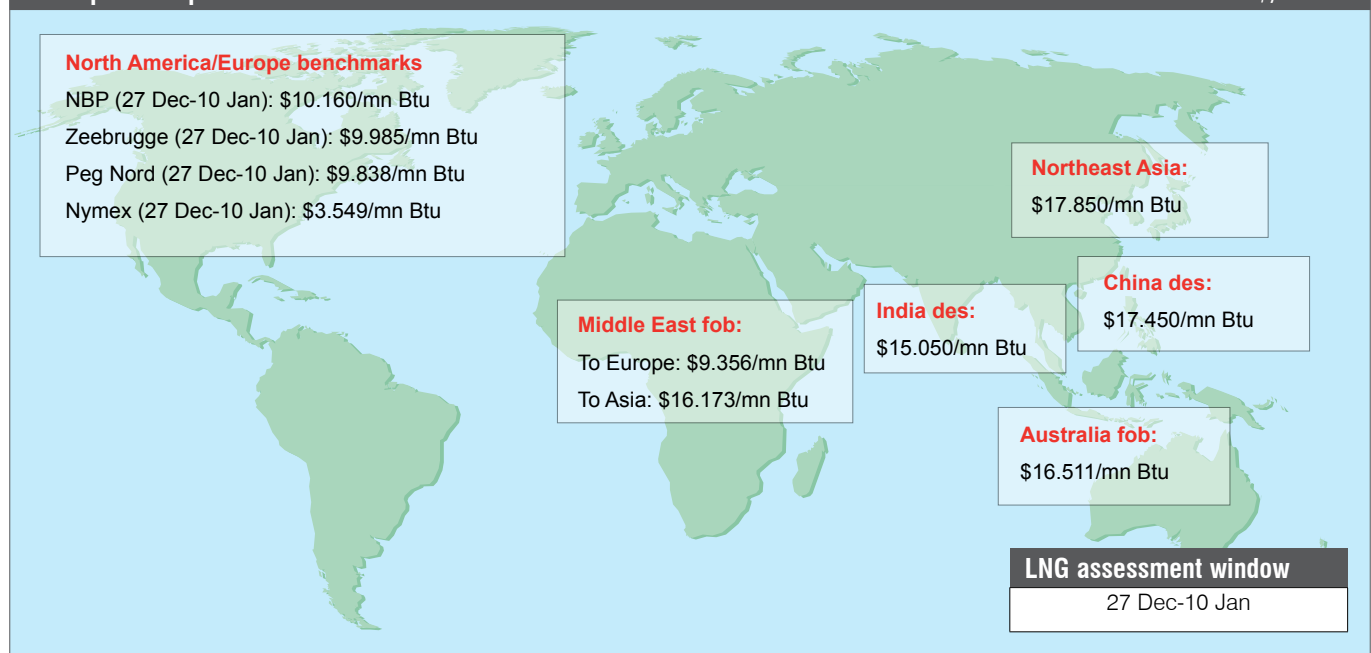 North America/Europe benchmarks
NBP (27 Dec-10 Jan): $10.160/mn Btu
Zeebrugge (27 Dec-10 Jan): $9.985/mn Btu
Peg Nord (27 Dec-10 Jan): $9.838/mn Btu
Nymex (27 Dec-10 Jan): $3.549/mn Btu
Northeast Asia:
$17.850/mn Btu
China des:
$17.450/mn Btu
India des:
$15.050/mn Btu
Middle East fob:
To Europe: $9.356/mn Btu
To Asia: $16.173/mn Btu
Australia fob:
$16.511/mn Btu
LNG assessment window
27 Dec-10 Jan